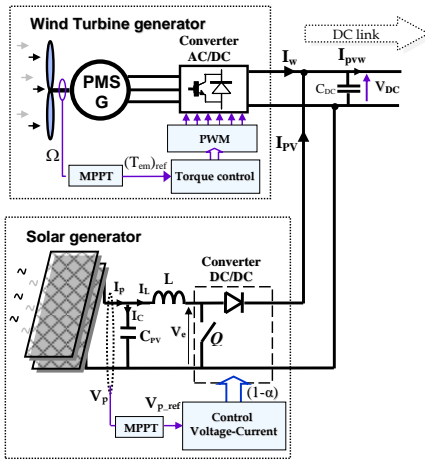 Wind Turbine generator
DC link
Converter
AC/DC
I_w
I_pvw
PMS
G
C_DC
V_DC
PWM
I_PV
Ω
MPPT
(T_em)_ref
Torque control
Solar generator
Converter
DC/DC
I_p
I_L
L
I_C
C_PV
V_e
Q
V_p
V_p_ref
(1-α)
MPPT
Control
Voltage-Current